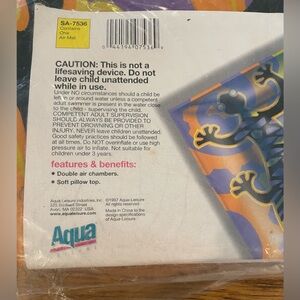 SA-7536
Contains
One
Air Mat
CAUTION: This is not a
lifesaving device. Do not
leave child unattended
while in use.
Under NO circumstances should a child be
left in or around water unless a competent
adult swimmer is present in the water close
to the child - supervising the child.
COMPETENT ADULT SUPERVISION
SHOULD ALWAYS BE PROVIDED TO
PREVENT DROWNING OR OTHER
INJURY. NEVER leave children unattended.
Good safety practices should be followed
at all times. Do NOT overinflate or use high
pressure air to inflate. Not suitable for
children under 3 years.
features & benefits:
• Double air chambers.
• Soft pillow top.
Aqua-Leisure Industries, Inc.
Avon, MA 02322 USA
www.aqualeisure.com
©1997 Aqua-Leisure
All rights reserved
Made in China to the
design specifications
of Aqua-Leisure
Aqua